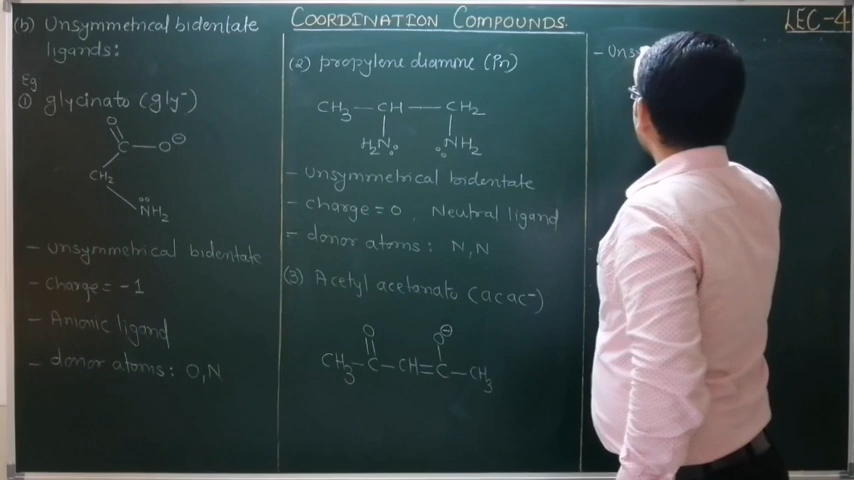 COORDINATION COMPOUNDS
LEC-4
(b) Unsymmetrical bidentate
ligands:
Eg
① glycinato (gly⁻)
O
C — O⊖
CH₂
NH₂
- Unsymmetrical bidentate
- Charge = -1
- Anionic ligand
- donor atoms: O,N
(2) propylene diamine (Pn)
CH₃ — CH — CH₂
H₂N: :NH₂
- Unsymmetrical bidentate
- charge = 0, Neutral ligand
- donor atoms: N,N
(3) Acetyl acetonato (acac⁻)
O O⊖
CH₃-C-CH=C-CH₃
- Uns